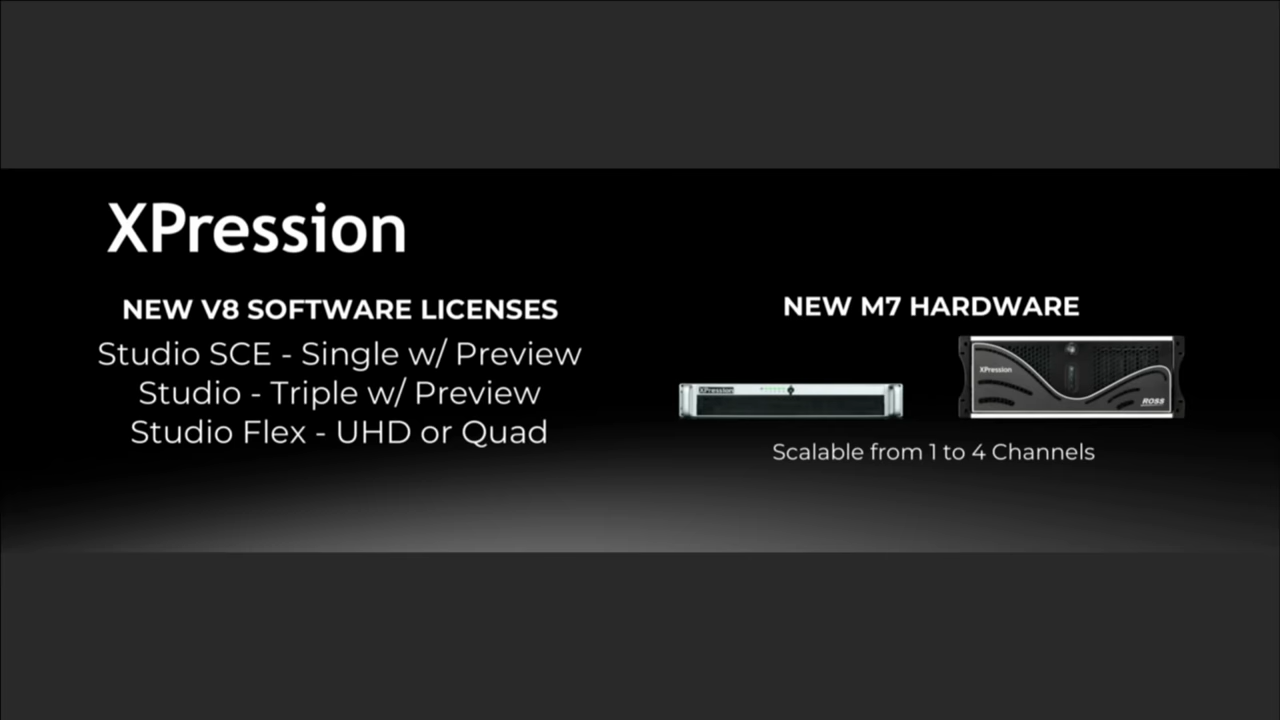 XPression
NEW V8 SOFTWARE LICENSES
Studio SCE - Single w/ Preview
Studio - Triple w/ Preview
Studio Flex - UHD or Quad
NEW M7 HARDWARE
XPression
XPression
ROSS
Scalable from 1 to 4 Channels